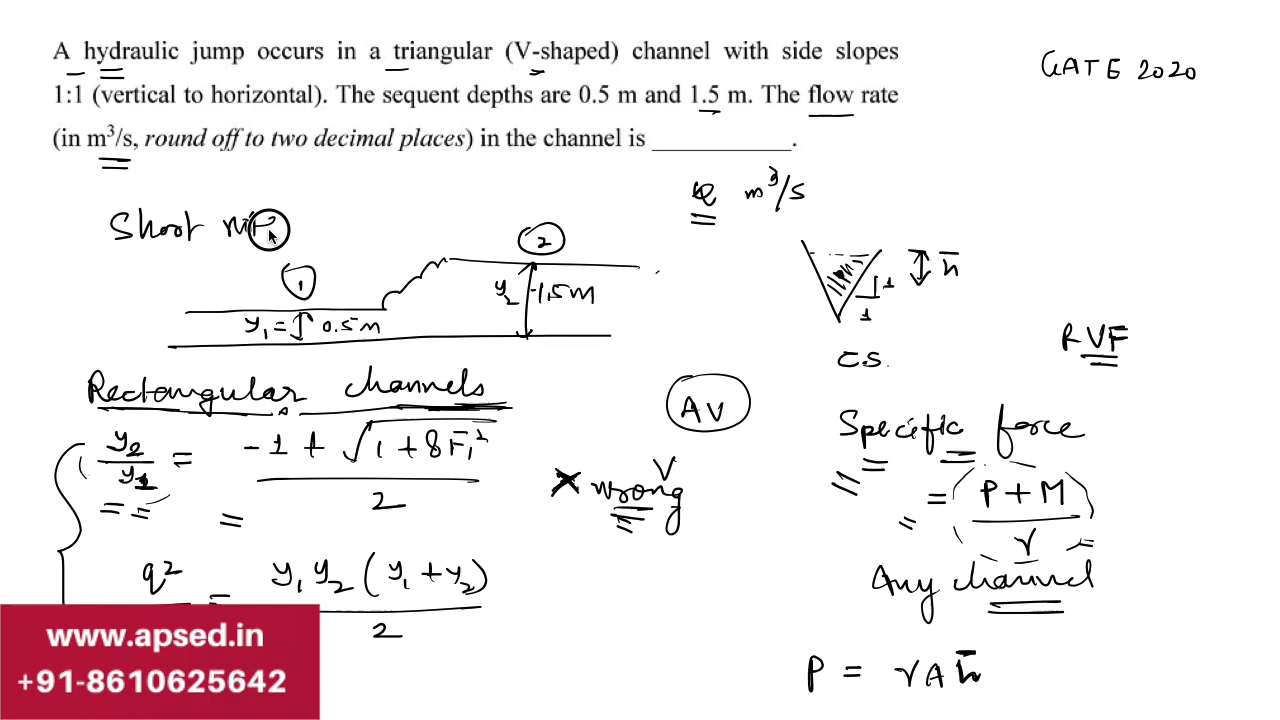 A hydraulic jump occurs in a triangular (V-shaped) channel with side slopes
1:1 (vertical to horizontal). The sequent depths are 0.5 m and 1.5 m. The flow rate
(in m³/s, round off to two decimal places) in the channel is ____________.
GATE 2020
Q m³/s
Shoot
1
2
y₁ = 0.5m
y₂ 1.5m
h̄
1
1
CS.
RVF
Rectangular channels
y₂/y₁ = (-1 + √(1+8F₁²))/2
AV
wrong
Specific force
= (P+M)/γ
Any channel
q² = y₁y₂(y₁+y₂)/2
P = γAh̄
www.apsed.in
+91-8610625642